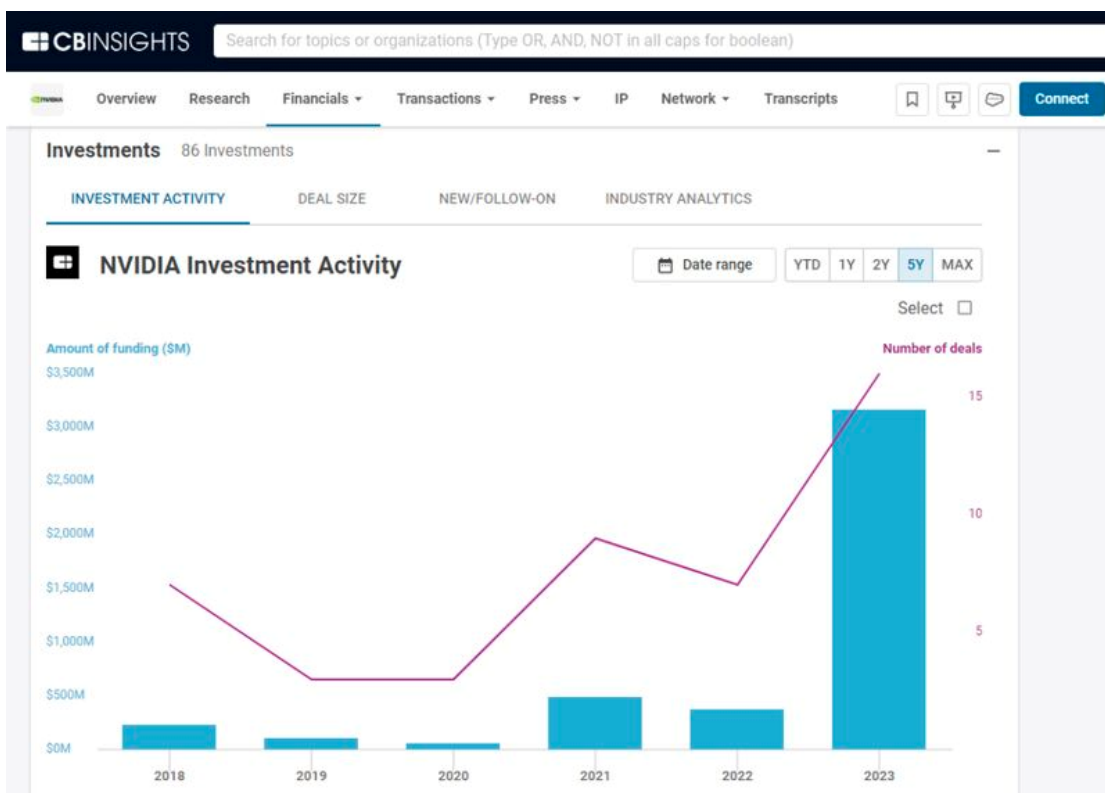 CBINSIGHTS
Search for topics or organizations (Type OR, AND, NOT in all caps for boolean)
NVIDIA Overview Research Financials Transactions Press IP Network Transcripts Connect
Investments 86 Investments
INVESTMENT ACTIVITY DEAL SIZE NEW/FOLLOW-ON INDUSTRY ANALYTICS
NVIDIA Investment Activity Date range YTD 1Y 2Y 5Y MAX
Select
Amount of funding ($M) Number of deals
$3,500M
15
$3,000M
$2,500M
10
$2,000M
$1,500M
$1,000M
5
$500M
$0M
2018 2019 2020 2021 2022 2023